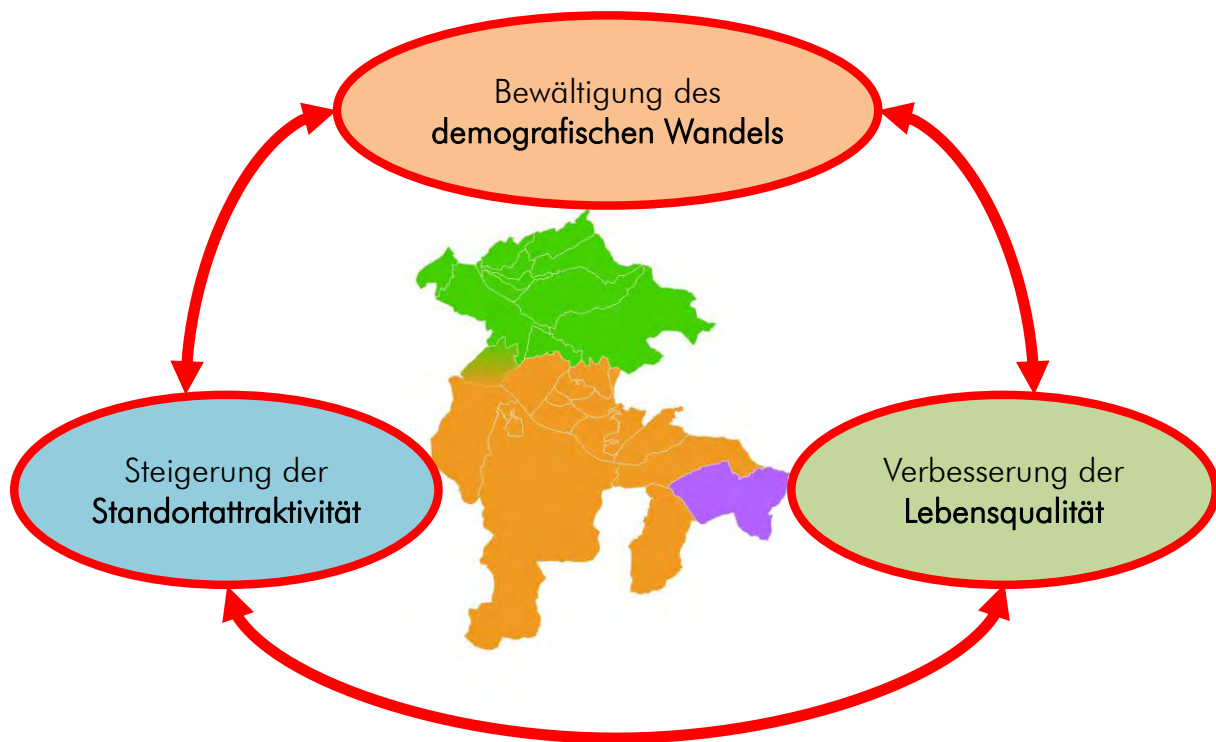 Bewältigung des
demografischen Wandels
Steigerung der
Standortattraktivität
Verbesserung der
Lebensqualität